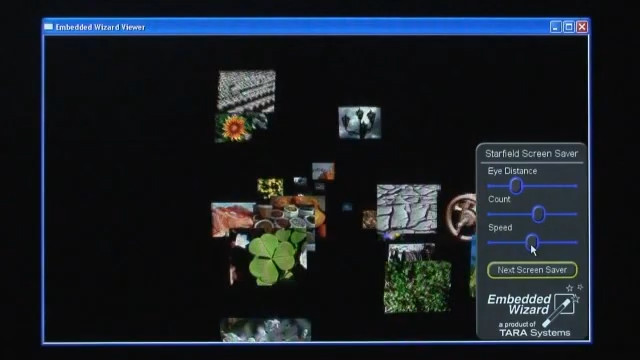 Embedded Wizard Viewer
Starfield Screen Saver
Eye Distance
Count
Speed
Next Screen Saver
Embedded
Wizard
a product of
TARA Systems